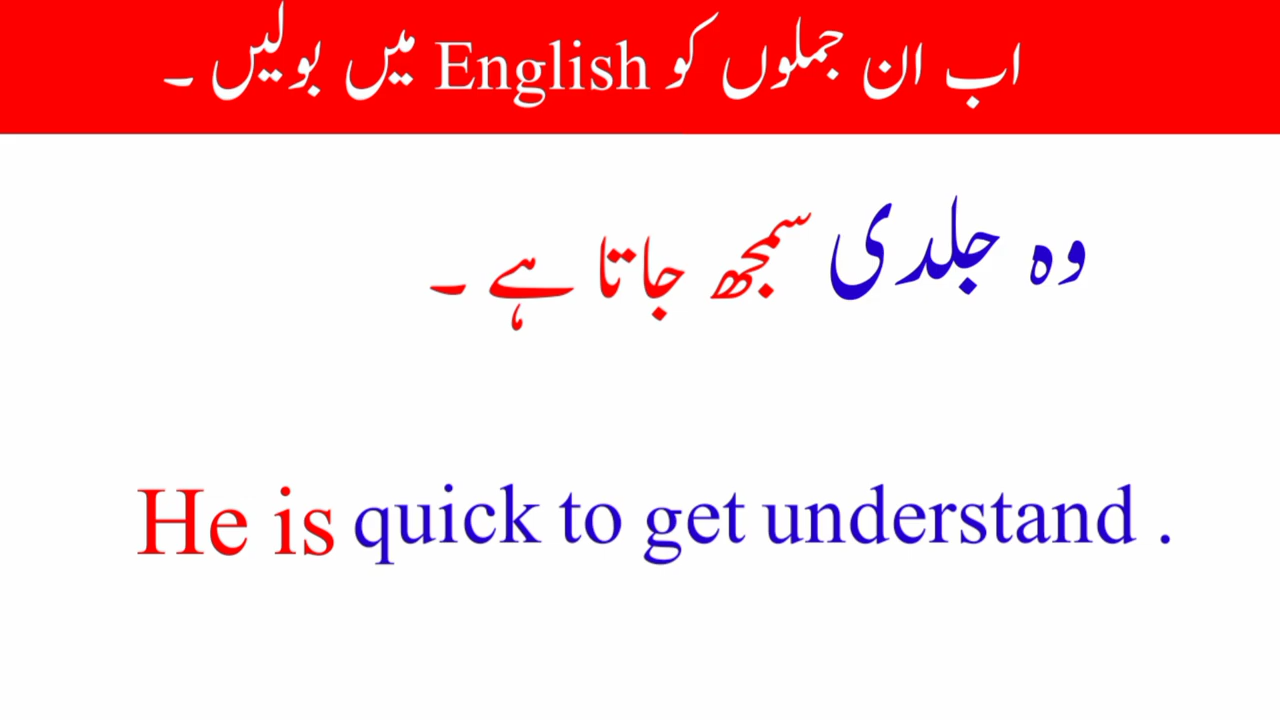 اب ان جملوں کو English میں بولیں ۔
وہ جلدی سمجھ جاتا ہے ۔
He is quick to get understand .